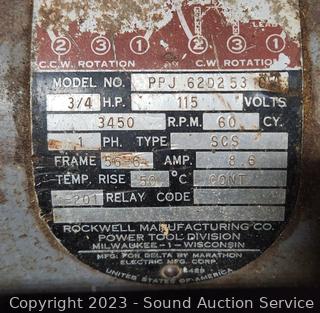 2 3 1 2 3 1
C.C.W. ROTATION C.W. ROTATION
MODEL NO. PPJ 62D253
3/4 H.P. 115 VOLTS
3450 R.P.M. 60 CY.
1 PH. TYPE SCS
FRAME 56-6 AMP. 8.6
TEMP. RISE 50 °C CONT
-201 RELAY CODE
ROCKWELL MANUFACTURING CO.
POWER TOOL DIVISION
MILWAUKEE-1-WISCONSIN
MFG. FOR DELTA BY MARATHON
ELECTRIC MFG. CORP.
UNITED STATES OF AMERICA
Copyright 2023 - Sound Auction Service